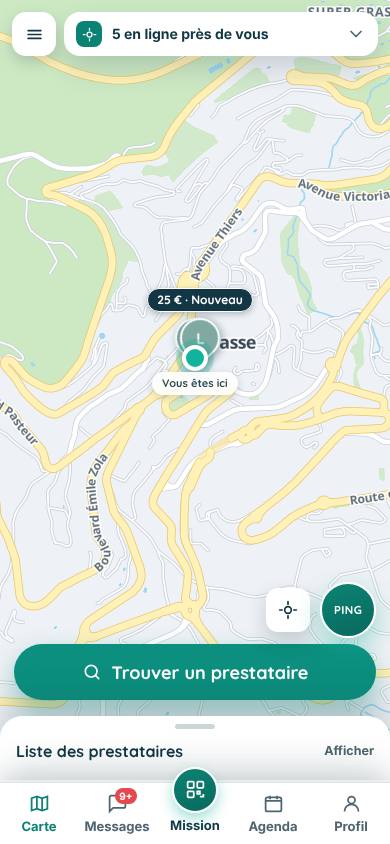 SUPER GRAS
5 en ligne près de vous
Avenue Victoria
Avenue Thiers
25 € · Nouveau
L
asse
Vous êtes ici
Pasteur
Boulevard Émile Zola
Route
PING
Trouver un prestataire
Liste des prestataires
Afficher
9+
Carte
Messages
Mission
Agenda
Profil